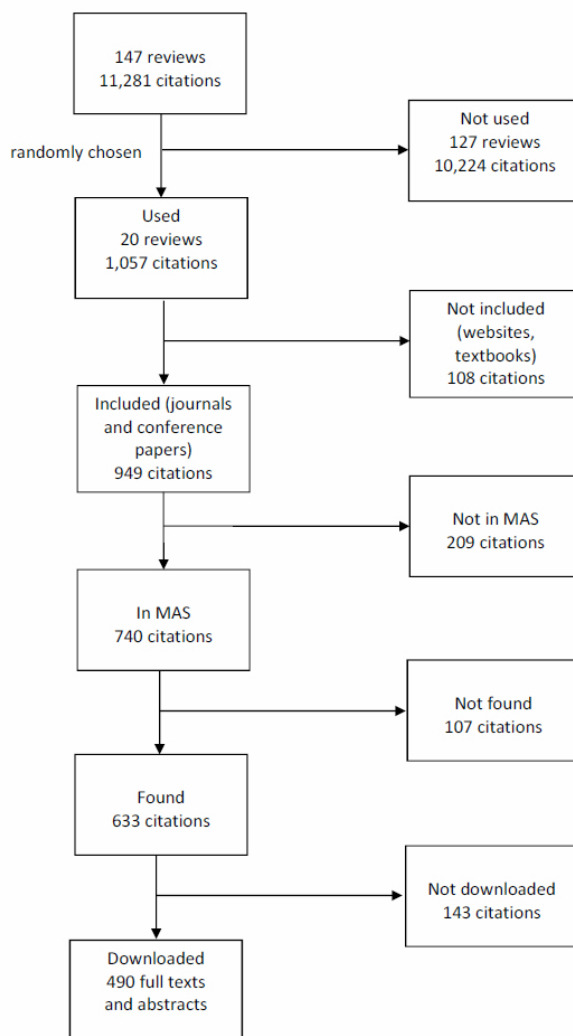 147 reviews
11,281 citations
randomly chosen
Not used
127 reviews
10,224 citations
Used
20 reviews
1,057 citations
Not included
(websites,
textbooks)
108 citations
Included (journals
and conference
papers)
949 citations
Not in MAS
209 citations
In MAS
740 citations
Not found
107 citations
Found
633 citations
Not downloaded
143 citations
Downloaded
490 full texts
and abstracts